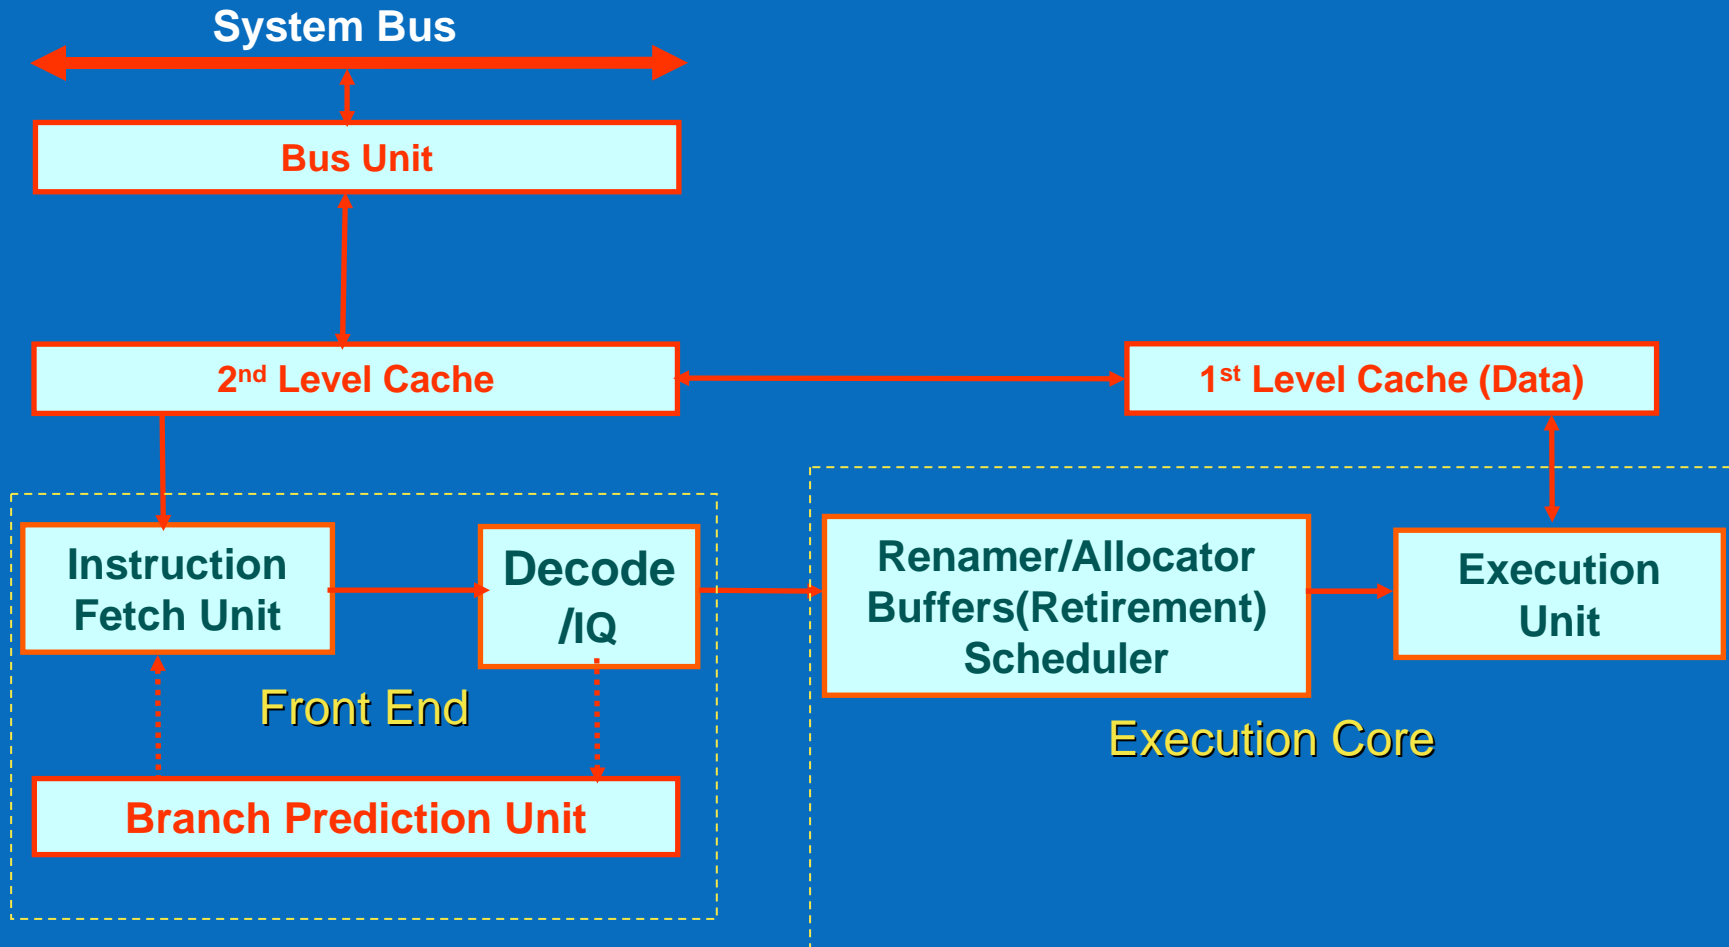 System Bus
Bus Unit
2nd Level Cache
1st Level Cache (Data)
Instruction
Fetch Unit
Decode
/IQ
Renamer/Allocator
Buffers(Retirement)
Scheduler
Execution
Unit
Front End
Execution Core
Branch Prediction Unit